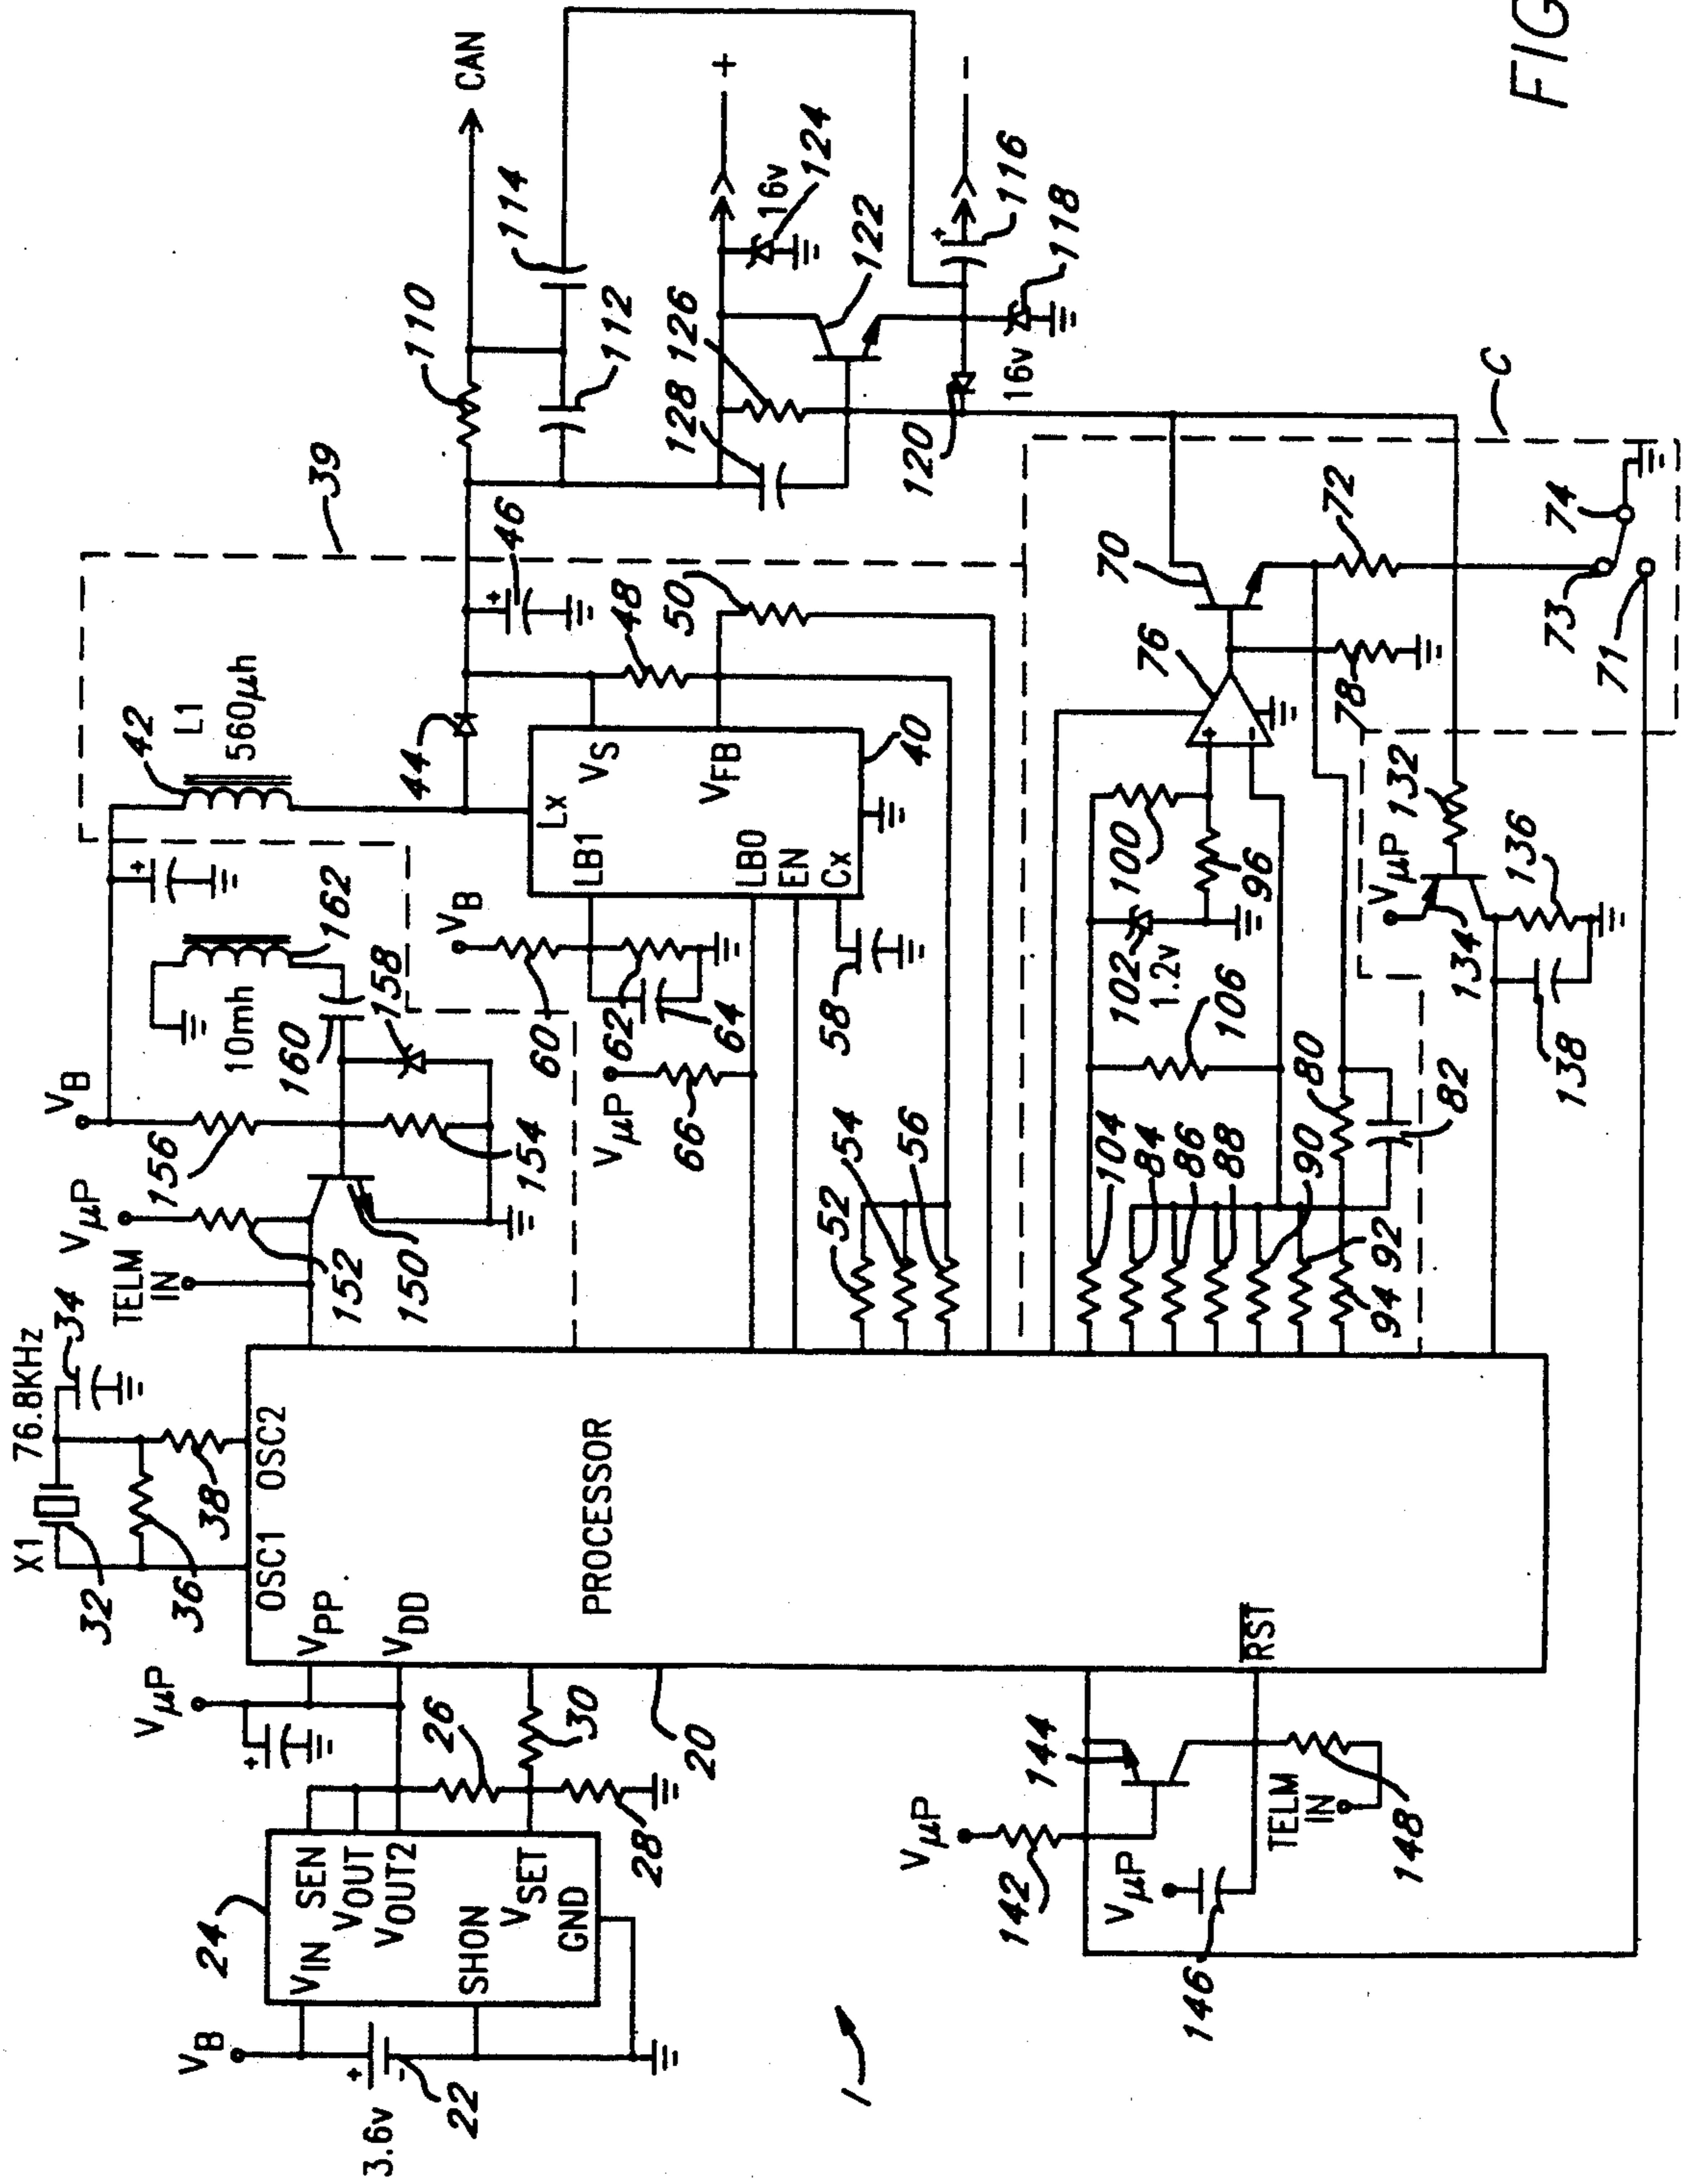 FIG
X1
76.8KHz
34
32
36
38
OSC1
OSC2
VμP
VPP
VDD
PROCESSOR
RST
20
TELM
IN
VμP
152
150
156
154
VB
10mh
160
162
158
42
L1
560μh
44
39
46
48
50
40
LX
VS
VFB
LB1
LB0
EN
CX
VB
60
62
64
58
VμP
66
52
54
56
110
CAN
112
114
128
126
122
16v
124
+
-
116
118
16v
120
C
70
72
73
74
71
76
+
-
78
100
96
102
1.2v
106
104
84
86
88
90
92
94
80
82
VμP
132
134
136
138
24
VIN
SEN
VOUT
VOUT2
SHON
VSET
GND
26
28
30
VB
3.6v
+
-
22
1
VμP
142
144
VμP
146
TELM
IN
148